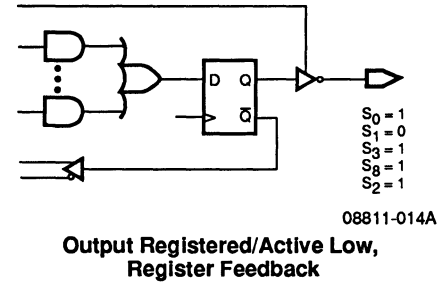 D Q
Q̅
S0 = 1
S1 = 0
S3 = 1
S8 = 1
S2 = 1
08811-014A
Output Registered/Active Low,
Register Feedback